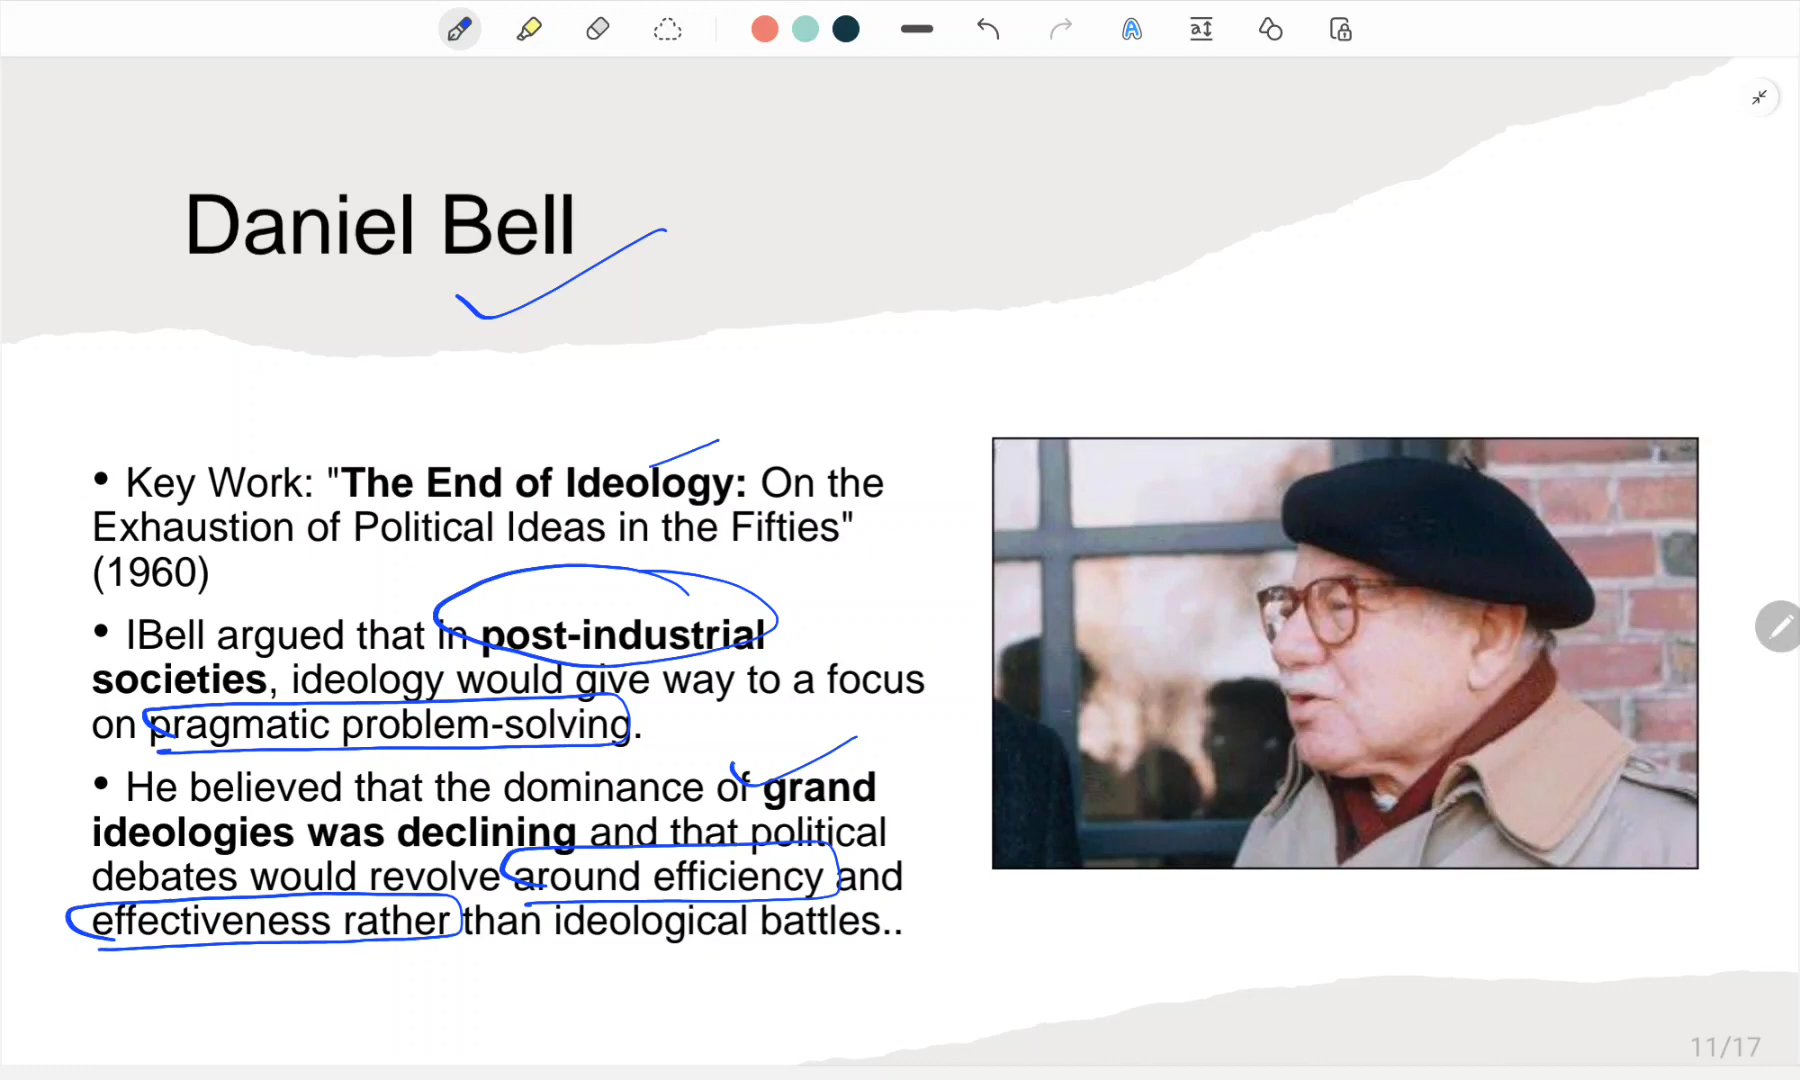 Daniel Bell
• Key Work: "The End of Ideology: On the
Exhaustion of Political Ideas in the Fifties"
(1960)
• IBell argued that in post-industrial
societies, ideology would give way to a focus
on pragmatic problem-solving.
• He believed that the dominance of grand
ideologies was declining and that political
debates would revolve around efficiency and
effectiveness rather than ideological battles..
11/17